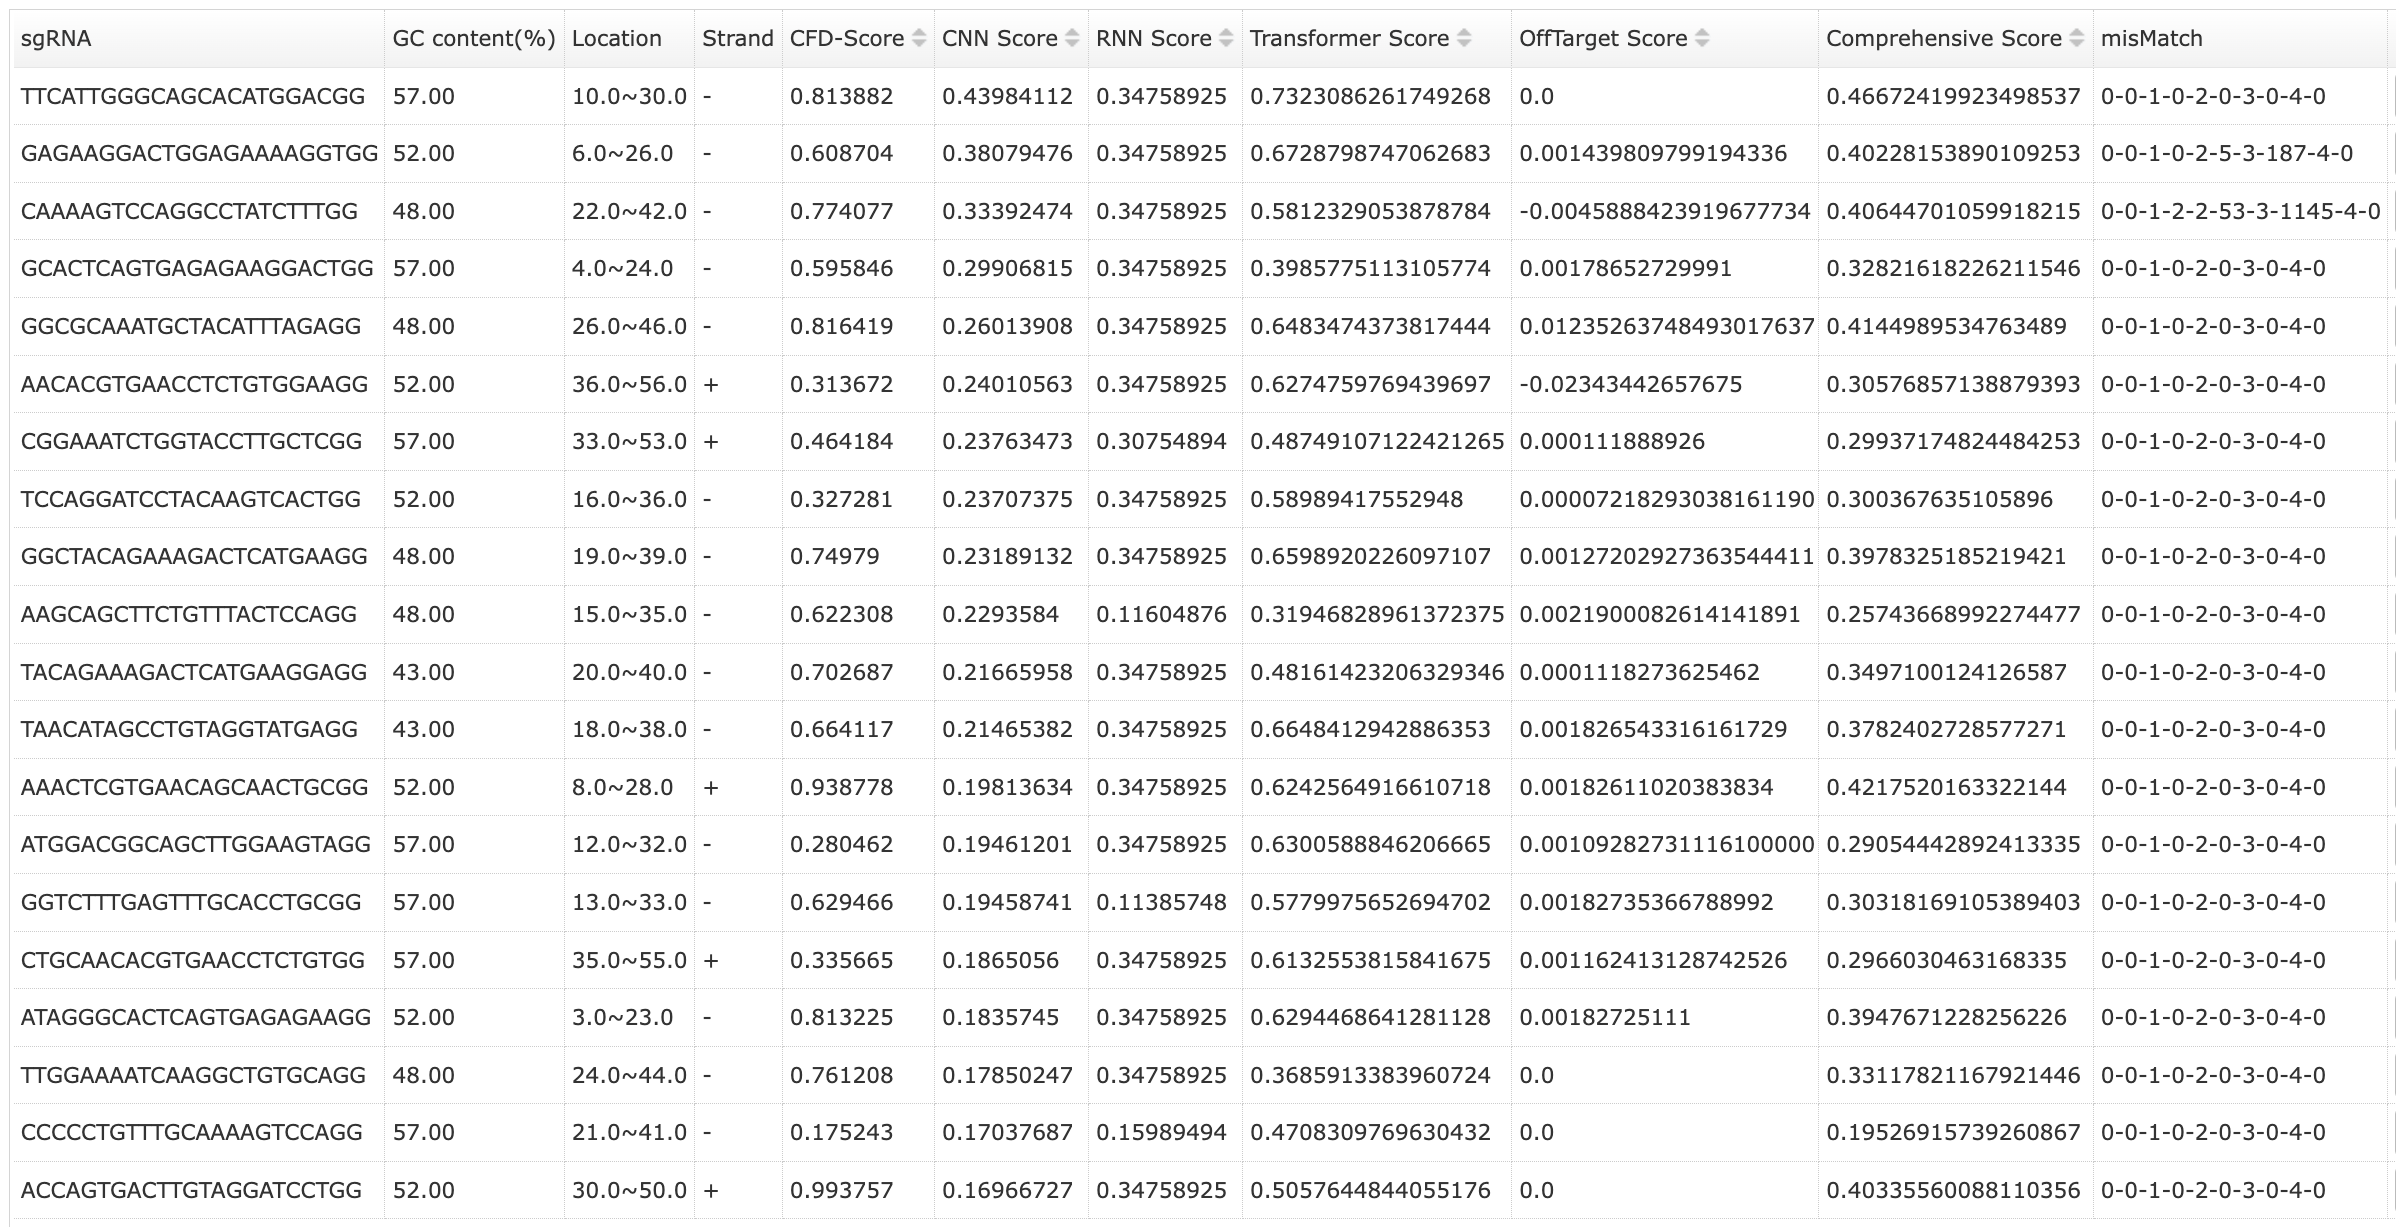 sgRNA GC content(%) Location Strand CFD-Score CNN Score RNN Score Transformer Score OffTarget Score Comprehensive Score misMatch
TTCATTGGGCAGCACATGGACGG 57.00 10.0~30.0 - 0.813882 0.43984112 0.34758925 0.7323086261749268 0.0 0.46672419923498537 0-0-1-0-2-0-3-0-4-0
GAGAAGGACTGGAGAAAAGGTGG 52.00 6.0~26.0 - 0.608704 0.38079476 0.34758925 0.6728798747062683 0.001439809799194336 0.40228153890109253 0-0-1-0-2-5-3-187-4-0
CAAAAGTCCAGGCCTATCTTTGG 48.00 22.0~42.0 - 0.774077 0.33392474 0.34758925 0.5812329053878784 -0.0045888423919677734 0.40644701059918215 0-0-1-2-2-53-3-1145-4-0
GCACTCAGTGAGAGAAGGACTGG 57.00 4.0~24.0 - 0.595846 0.29906815 0.34758925 0.3985775113105774 0.00178652729991 0.32821618226211546 0-0-1-0-2-0-3-0-4-0
GGCGCAAATGCTACATTTAGAGG 48.00 26.0~46.0 - 0.816419 0.26013908 0.34758925 0.6483474373817444 0.01235263748493017637 0.4144989534763489 0-0-1-0-2-0-3-0-4-0
AACACGTGAACCTCTGTGGAAGG 52.00 36.0~56.0 + 0.313672 0.24010563 0.34758925 0.6274759769439697 -0.02343442657675 0.30576857138879393 0-0-1-0-2-0-3-0-4-0
CGGAAATCTGGTACCTTGCTCGG 57.00 33.0~53.0 + 0.464184 0.23763473 0.30754894 0.48749107122421265 0.000111888926 0.29937174824484253 0-0-1-0-2-0-3-0-4-0
TCCAGGATCCTACAAGTCACTGG 52.00 16.0~36.0 - 0.327281 0.23707375 0.34758925 0.58989417552948 0.00007218293038161190 0.300367635105896 0-0-1-0-2-0-3-0-4-0
GGCTACAGAAAGACTCATGAAGG 48.00 19.0~39.0 - 0.74979 0.23189132 0.34758925 0.6598920226097107 0.00127202927363544411 0.3978325185219421 0-0-1-0-2-0-3-0-4-0
AAGCAGCTTCTGTTTACTCCAGG 48.00 15.0~35.0 - 0.622308 0.2293584 0.11604876 0.31946828961372375 0.0021900082614141891 0.25743668992274477 0-0-1-0-2-0-3-0-4-0
TACAGAAAGACTCATGAAGGAGG 43.00 20.0~40.0 - 0.702687 0.21665958 0.34758925 0.48161423206329346 0.0001118273625462 0.3497100124126587 0-0-1-0-2-0-3-0-4-0
TAACATAGCCTGTAGGTATGAGG 43.00 18.0~38.0 - 0.664117 0.21465382 0.34758925 0.6648412942886353 0.001826543316161729 0.3782402728577271 0-0-1-0-2-0-3-0-4-0
AAACTCGTGAACAGCAACTGCGG 52.00 8.0~28.0 + 0.938778 0.19813634 0.34758925 0.6242564916610718 0.00182611020383834 0.4217520163322144 0-0-1-0-2-0-3-0-4-0
ATGGACGGCAGCTTGGAAGTAGG 57.00 12.0~32.0 - 0.280462 0.19461201 0.34758925 0.6300588846206665 0.00109282731116100000 0.29054442892413335 0-0-1-0-2-0-3-0-4-0
GGTCTTTGAGTTTGCACCTGCGG 57.00 13.0~33.0 - 0.629466 0.19458741 0.11385748 0.5779975652694702 0.00182735366788992 0.30318169105389403 0-0-1-0-2-0-3-0-4-0
CTGCAACACGTGAACCTCTGTGG 57.00 35.0~55.0 + 0.335665 0.1865056 0.34758925 0.6132553815841675 0.001162413128742526 0.2966030463168335 0-0-1-0-2-0-3-0-4-0
ATAGGGCACTCAGTGAGAGAAGG 52.00 3.0~23.0 - 0.813225 0.1835745 0.34758925 0.6294468641281128 0.00182725111 0.3947671228256226 0-0-1-0-2-0-3-0-4-0
TTGGAAAATCAAGGCTGTGCAGG 48.00 24.0~44.0 - 0.761208 0.17850247 0.34758925 0.3685913383960724 0.0 0.33117821167921446 0-0-1-0-2-0-3-0-4-0
CCCCCTGTTTGCAAAAGTCCAGG 57.00 21.0~41.0 - 0.175243 0.17037687 0.15989494 0.4708309769630432 0.0 0.19526915739260867 0-0-1-0-2-0-3-0-4-0
ACCAGTGACTTGTAGGATCCTGG 52.00 30.0~50.0 + 0.993757 0.16966727 0.34758925 0.5057644844055176 0.0 0.40335560088110356 0-0-1-0-2-0-3-0-4-0